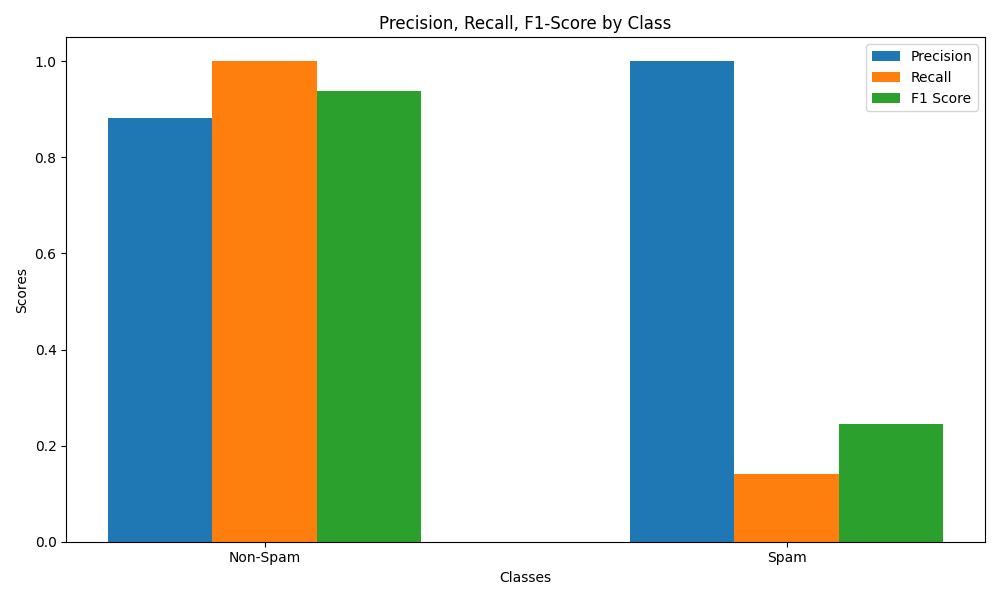 Precision, Recall, F1-Score by Class
Precision
Recall
F1 Score
Scores
1.0
0.8
0.6
0.4
0.2
0.0
Non-Spam
Spam
Classes